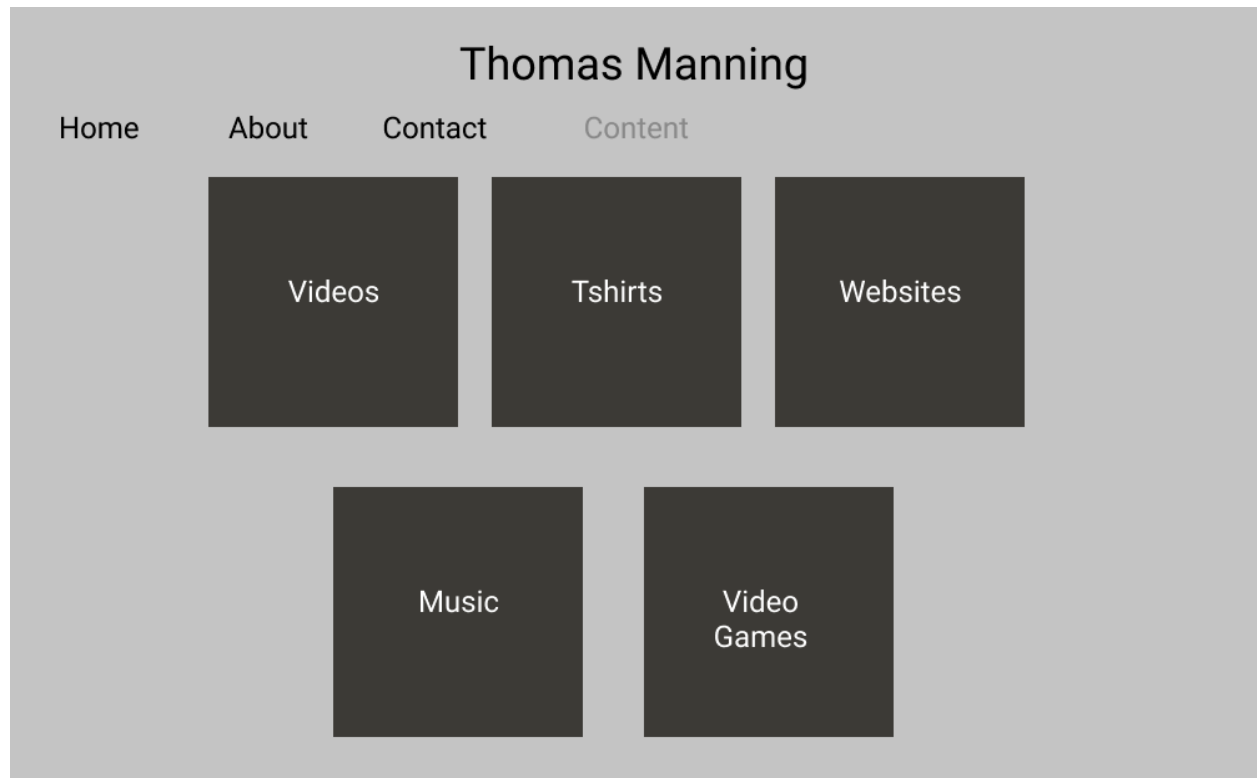 Thomas Manning
Home About Contact Content
Videos Tshirts Websites
Music Video
Games